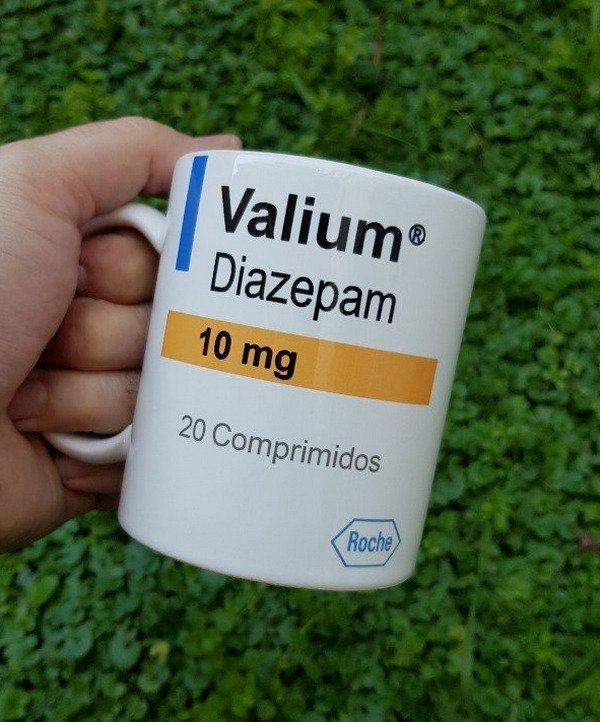 Valium®
Diazepam
10 mg
20 Comprimidos
Roche